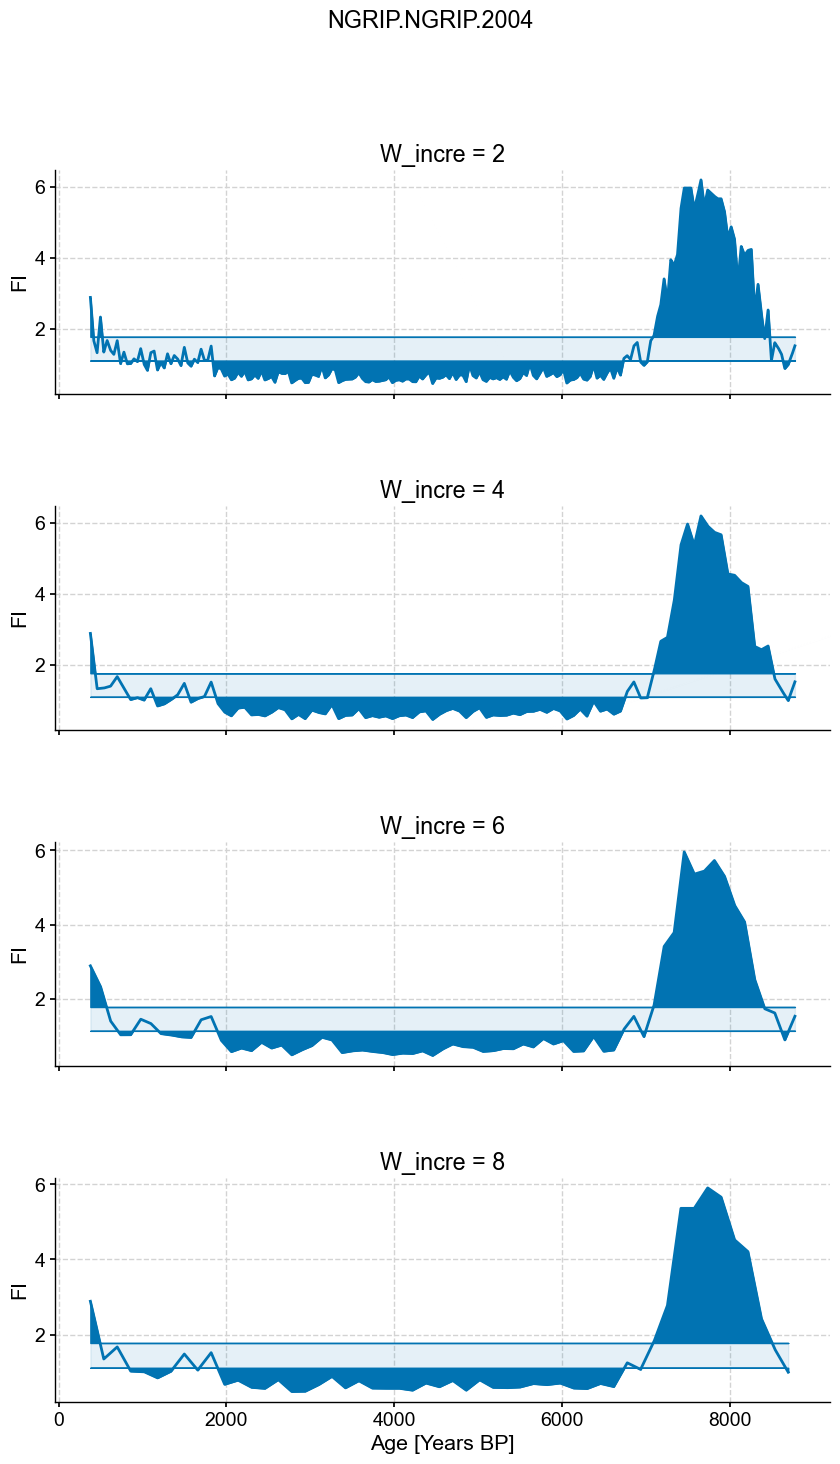 NGRIP.NGRIP.2004
W_incre = 2
6
4
2
FI
W_incre = 4
6
4
2
FI
W_incre = 6
6
4
2
FI
W_incre = 8
6
4
2
FI
0 2000 4000 6000 8000
Age [Years BP]